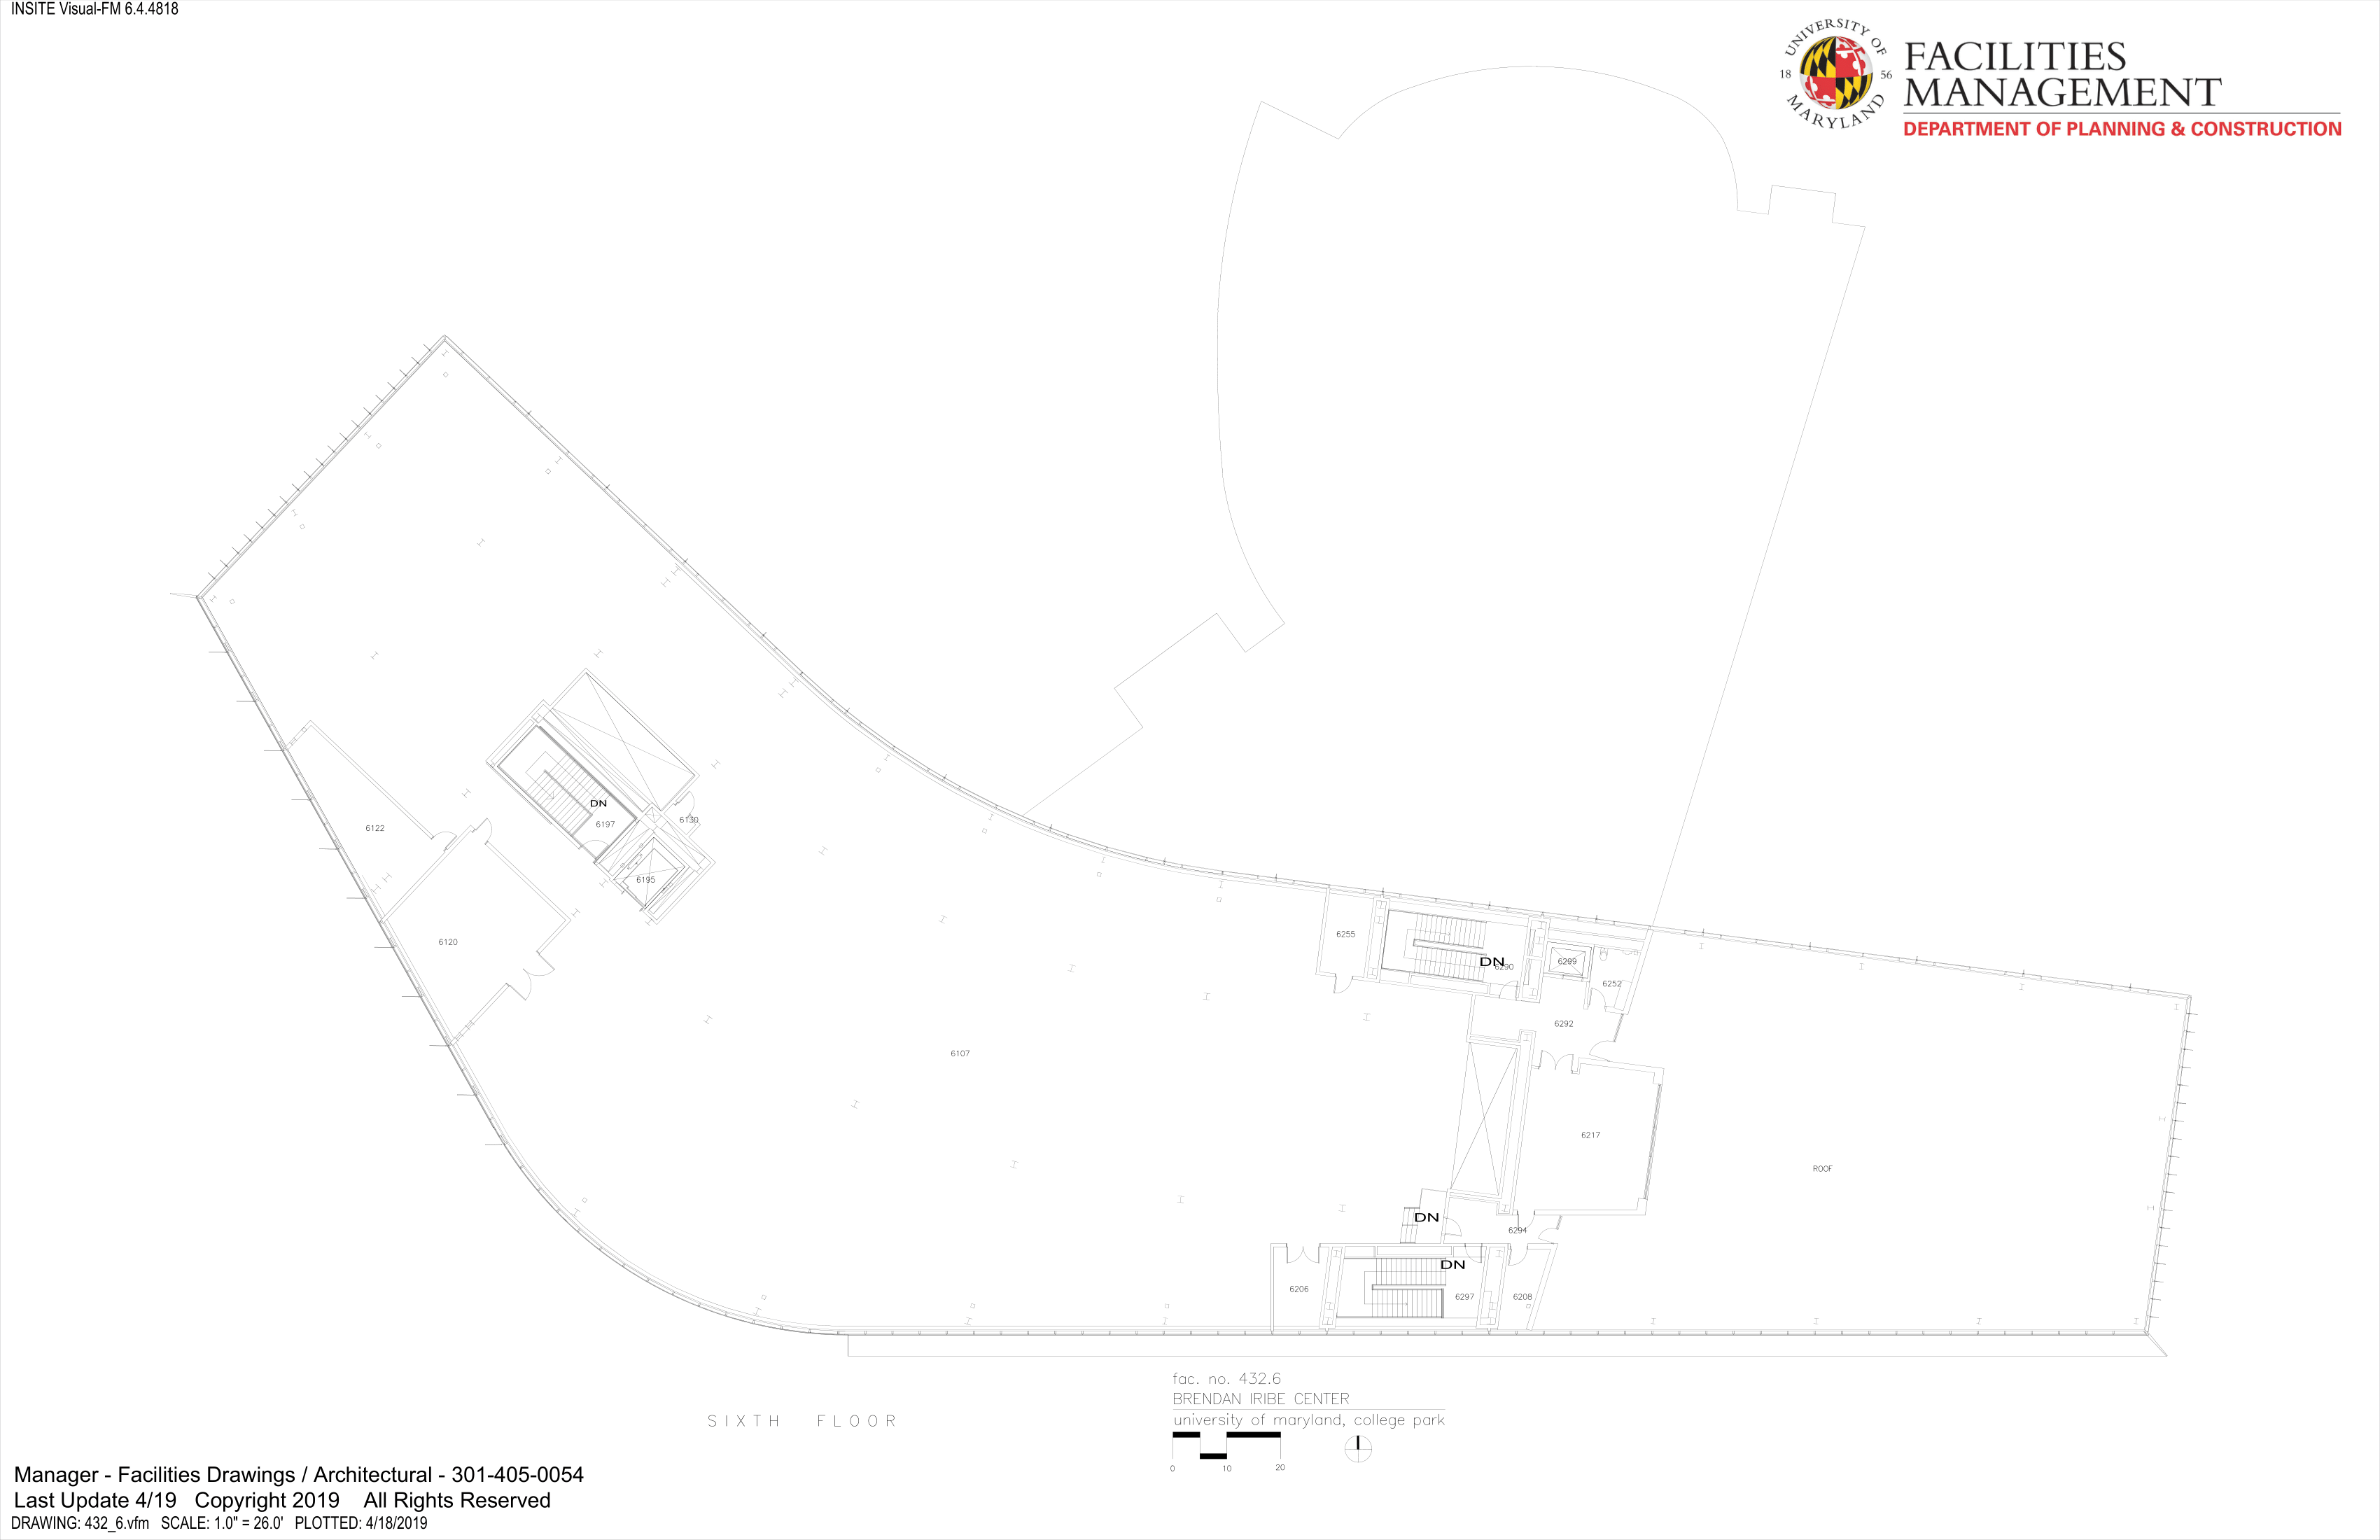 INSITE Visual-FM 6.4.4818
UNIVERSITY OF
18 56
MARYLAND
FACILITIES
MANAGEMENT
DEPARTMENT OF PLANNING & CONSTRUCTION
DN
6197
6130
6122
6195
6120
6255
DN
6290
6299
6252
6292
6107
6217
ROOF
DN
6294
DN
6206
6297
6208
fac. no. 432.6
BRENDAN IRIBE CENTER
university of maryland, college park
SIXTH FLOOR
0 10 20
Manager - Facilities Drawings / Architectural - 301-405-0054
Last Update 4/19 Copyright 2019 All Rights Reserved
DRAWING: 432_6.vfm SCALE: 1.0" = 26.0' PLOTTED: 4/18/2019